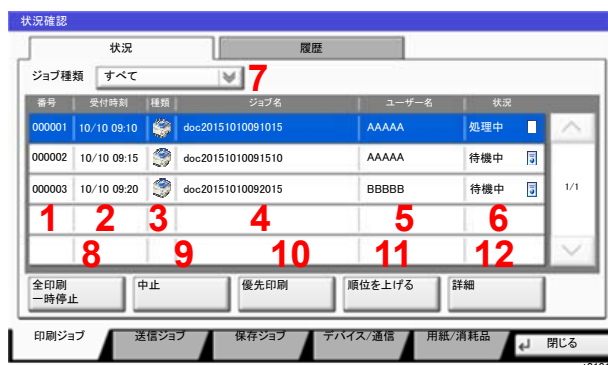 状況確認
状況 履歴
ジョブ種類 すべて 7
番号 受付時刻 種類 ジョブ名 ユーザー名 状況
000001 10/10 09:10 doc20151010091015 AAAAA 処理中
000002 10/10 09:15 doc20151010091510 AAAAA 待機中
000003 10/10 09:20 doc20151010092015 BBBBB 待機中
1/1
1 2 3 4 5 6
8 9 10 11 12
全印刷
一時停止
中止 優先印刷 順位を上げる 詳細
印刷ジョブ 送信ジョブ 保存ジョブ デバイス/通信 用紙/消耗品 閉じる